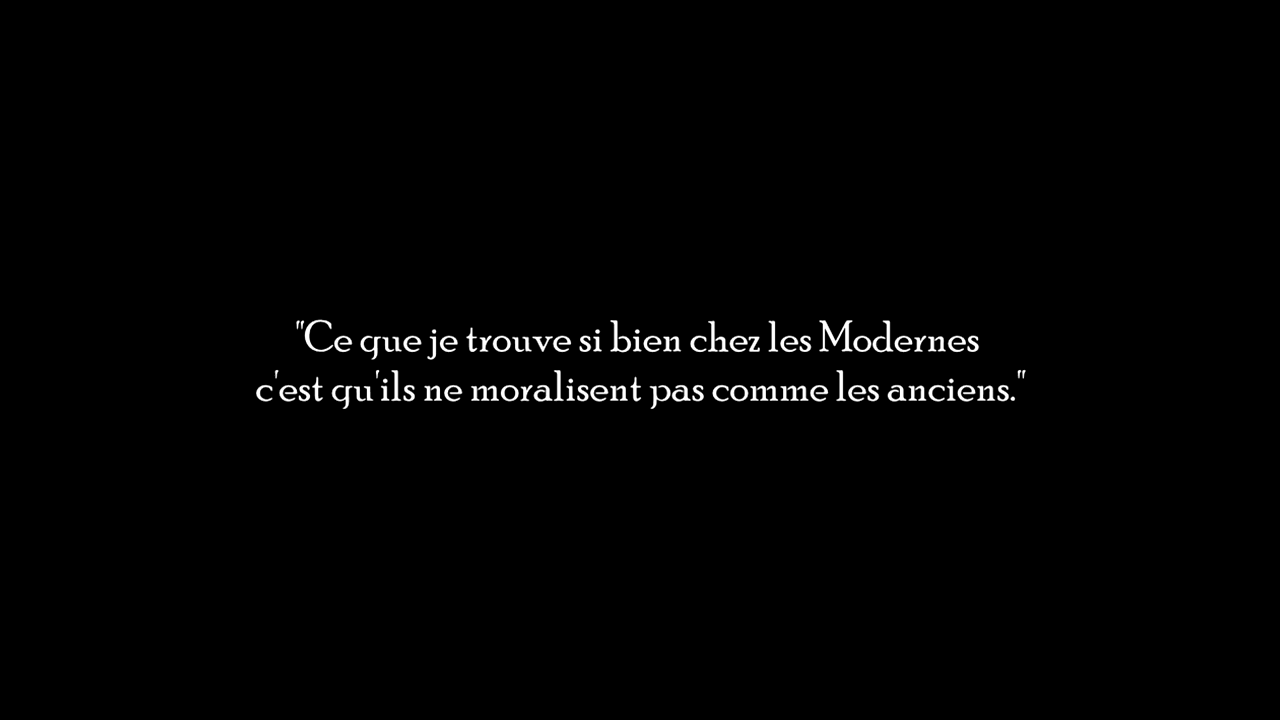 "Ce que je trouve si bien chez les Modernes
c'est qu'ils ne moralisent pas comme les anciens."